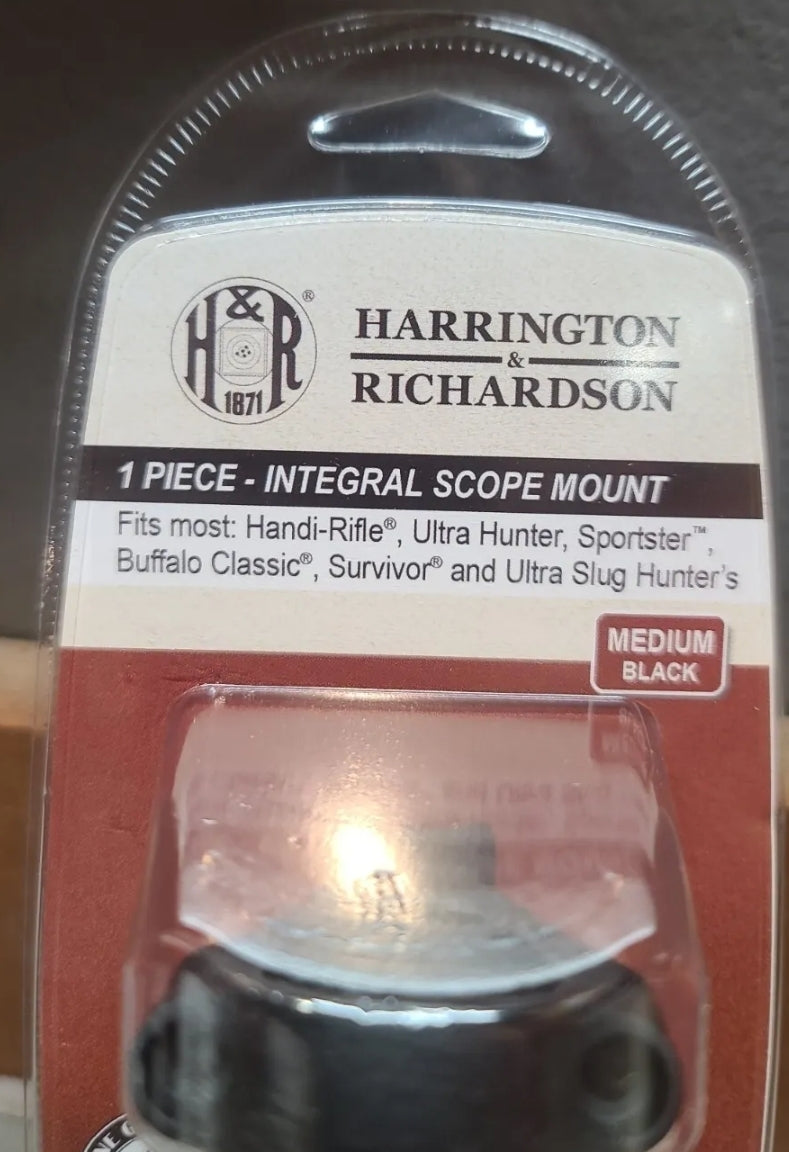 H&R®
1871
HARRINGTON
&
RICHARDSON
1 PIECE - INTEGRAL SCOPE MOUNT
Fits most: Handi-Rifle®, Ultra Hunter, Sportster™,
Buffalo Classic®, Survivor® and Ultra Slug Hunter's
MEDIUM
BLACK